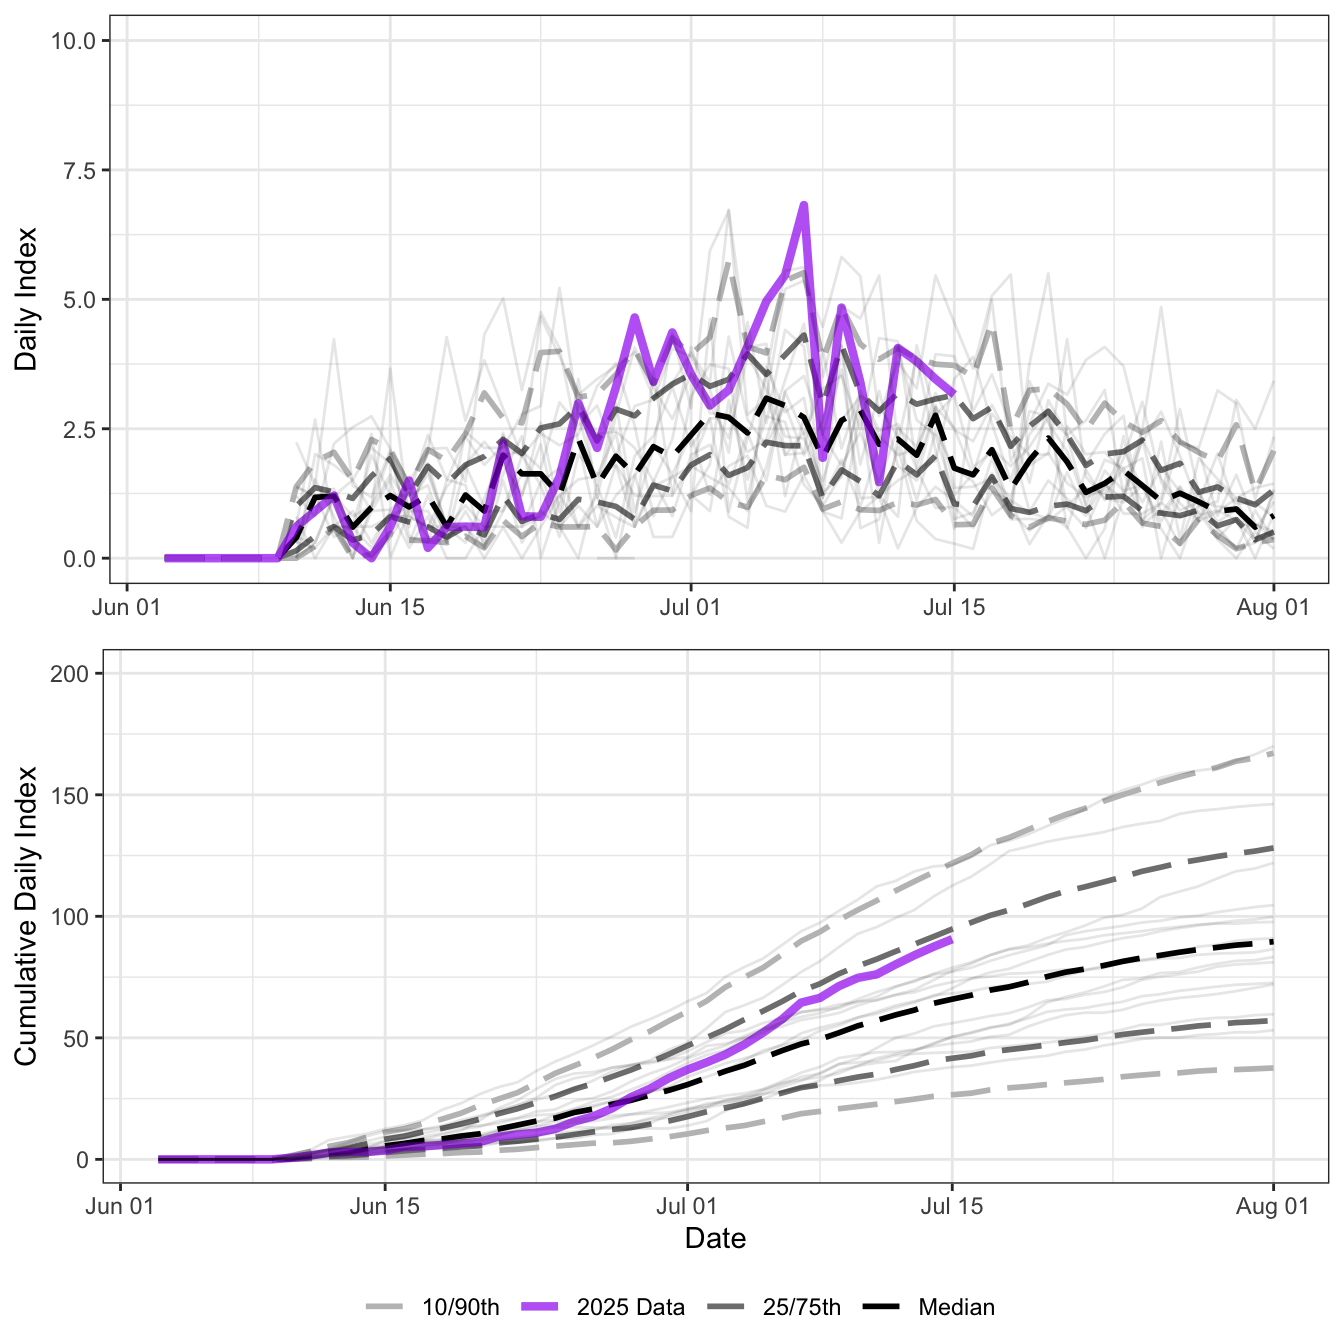 Daily Index
10.0
7.5
5.0
2.5
0.0
Jun 01 Jun 15 Jul 01 Jul 15 Aug 01
Cumulative Daily Index
200
150
100
50
0
Jun 01 Jun 15 Jul 01 Jul 15 Aug 01
Date
10/90th 2025 Data 25/75th Median